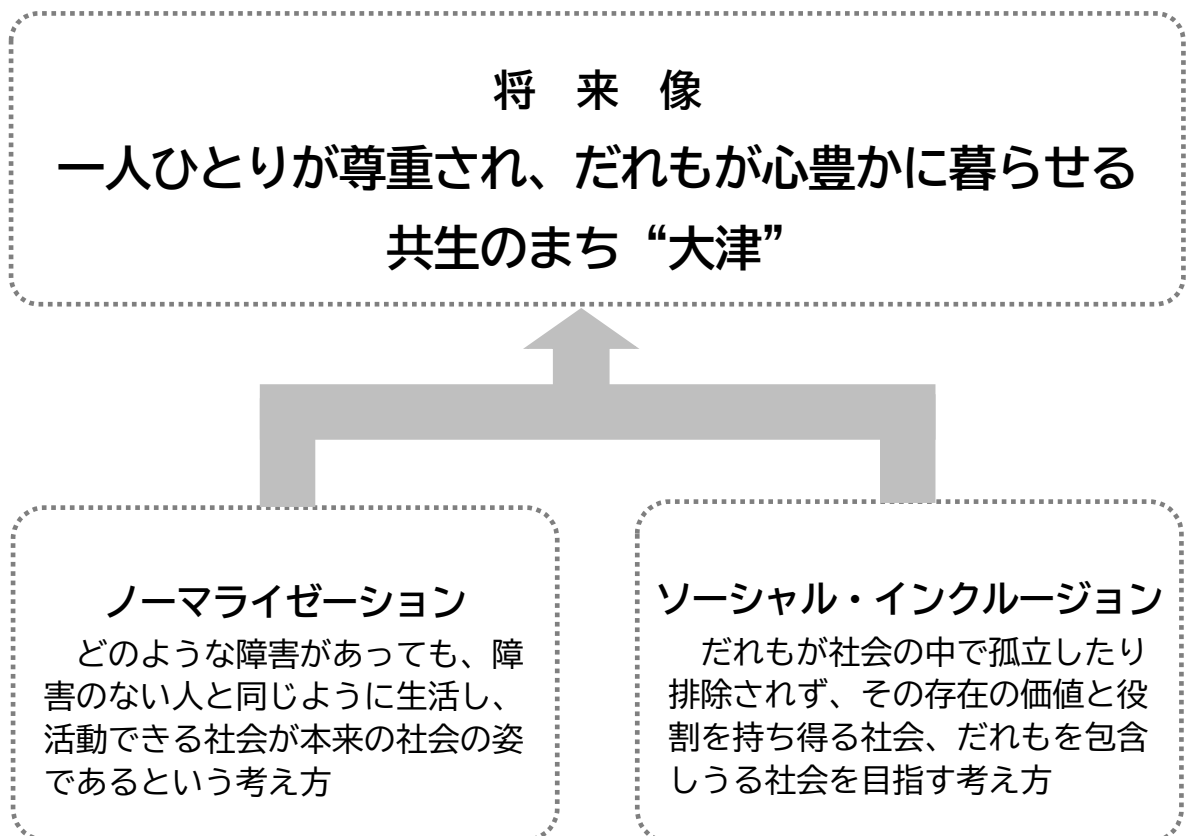 将　来　像
一人ひとりが尊重され、だれもが心豊かに暮らせる
共生のまち“大津”
ノーマライゼーション
　どのような障害があっても、障
害のない人と同じように生活し、
活動できる社会が本来の社会の姿
であるという考え方
ソーシャル・インクルージョン
　だれもが社会の中で孤立したり
排除されず、その存在の価値と役
割を持ち得る社会、だれもを包含
しうる社会を目指す考え方